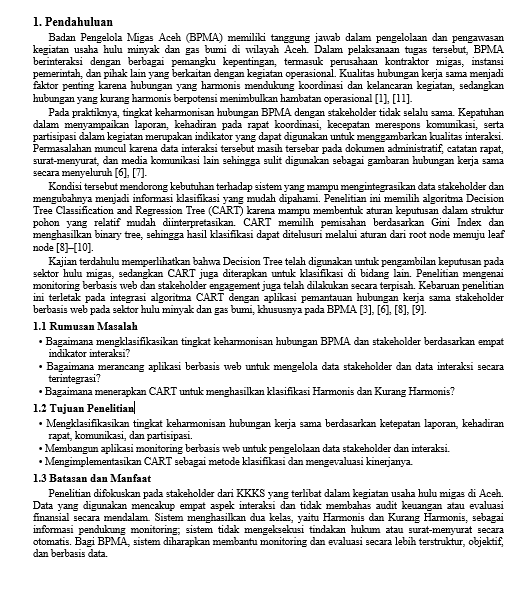 1. Pendahuluan
Badan Pengelola Migas Aceh (BPMA) memiliki tanggung jawab dalam pengelolaan dan pengawasan
kegiatan usaha hulu minyak dan gas bumi di wilayah Aceh. Dalam pelaksanaan tugas tersebut, BPMA
berinteraksi dengan berbagai pemangku kepentingan, termasuk perusahaan kontraktor migas, instansi
pemerintah, dan pihak lain yang berkaitan dengan kegiatan operasional. Kualitas hubungan kerja sama menjadi
faktor penting karena hubungan yang harmonis mendukung koordinasi dan kelancaran kegiatan, sedangkan
hubungan yang kurang harmonis berpotensi menimbulkan hambatan operasional [1], [11].
Pada praktiknya, tingkat keharmonisan hubungan BPMA dengan stakeholder tidak selalu sama. Kepatuhan
dalam menyampaikan laporan, kehadiran pada rapat koordinasi, kecepatan merespons komunikasi, serta
partisipasi dalam kegiatan merupakan indikator yang dapat digunakan untuk menggambarkan kualitas interaksi.
Permasalahan muncul karena data interaksi tersebut masih tersebar pada dokumen administratif, catatan rapat,
surat-menyurat, dan media komunikasi lain sehingga sulit digunakan sebagai gambaran hubungan kerja sama
secara menyeluruh [6], [7].
Kondisi tersebut mendorong kebutuhan terhadap sistem yang mampu mengintegrasikan data stakeholder dan
mengubahnya menjadi informasi klasifikasi yang mudah dipahami. Penelitian ini memilih algoritma Decision
Tree Classification and Regression Tree (CART) karena mampu membentuk aturan keputusan dalam struktur
pohon yang relatif mudah diinterpretasikan. CART memilih pemisahan berdasarkan Gini Index dan
menghasilkan binary tree, sehingga hasil klasifikasi dapat ditelusuri melalui aturan dari root node menuju leaf
node [8]–[10].
Kajian terdahulu memperlihatkan bahwa Decision Tree telah digunakan untuk pengambilan keputusan pada
sektor hulu migas, sedangkan CART juga diterapkan untuk klasifikasi di bidang lain. Penelitian mengenai
monitoring berbasis web dan stakeholder engagement juga telah dilakukan secara terpisah. Kebaruan penelitian
ini terletak pada integrasi algoritma CART dengan aplikasi pemantauan hubungan kerja sama stakeholder
berbasis web pada sektor hulu minyak dan gas bumi, khususnya pada BPMA [3], [6], [8], [9].
1.1 Rumusan Masalah
• Bagaimana mengklasifikasikan tingkat keharmonisan hubungan BPMA dan stakeholder berdasarkan empat
indikator interaksi?
• Bagaimana merancang aplikasi berbasis web untuk mengelola data stakeholder dan data interaksi secara
terintegrasi?
• Bagaimana menerapkan CART untuk menghasilkan klasifikasi Harmonis dan Kurang Harmonis?
1.2 Tujuan Penelitian
• Mengklasifikasikan tingkat keharmonisan hubungan kerja sama berdasarkan ketepatan laporan, kehadiran
rapat, komunikasi, dan partisipasi.
• Membangun aplikasi monitoring berbasis web untuk pengelolaan data stakeholder dan interaksi.
• Mengimplementasikan CART sebagai metode klasifikasi dan mengevaluasi kinerjanya.
1.3 Batasan dan Manfaat
Penelitian difokuskan pada stakeholder dari KKKS yang terlibat dalam kegiatan usaha hulu migas di Aceh.
Data yang digunakan mencakup empat aspek interaksi dan tidak membahas audit keuangan atau evaluasi
finansial secara mendalam. Sistem menghasilkan dua kelas, yaitu Harmonis dan Kurang Harmonis, sebagai
informasi pendukung monitoring; sistem tidak mengeksekusi tindakan hukum atau surat-menyurat secara
otomatis. Bagi BPMA, sistem diharapkan membantu monitoring dan evaluasi secara lebih terstruktur, objektif,
dan berbasis data.